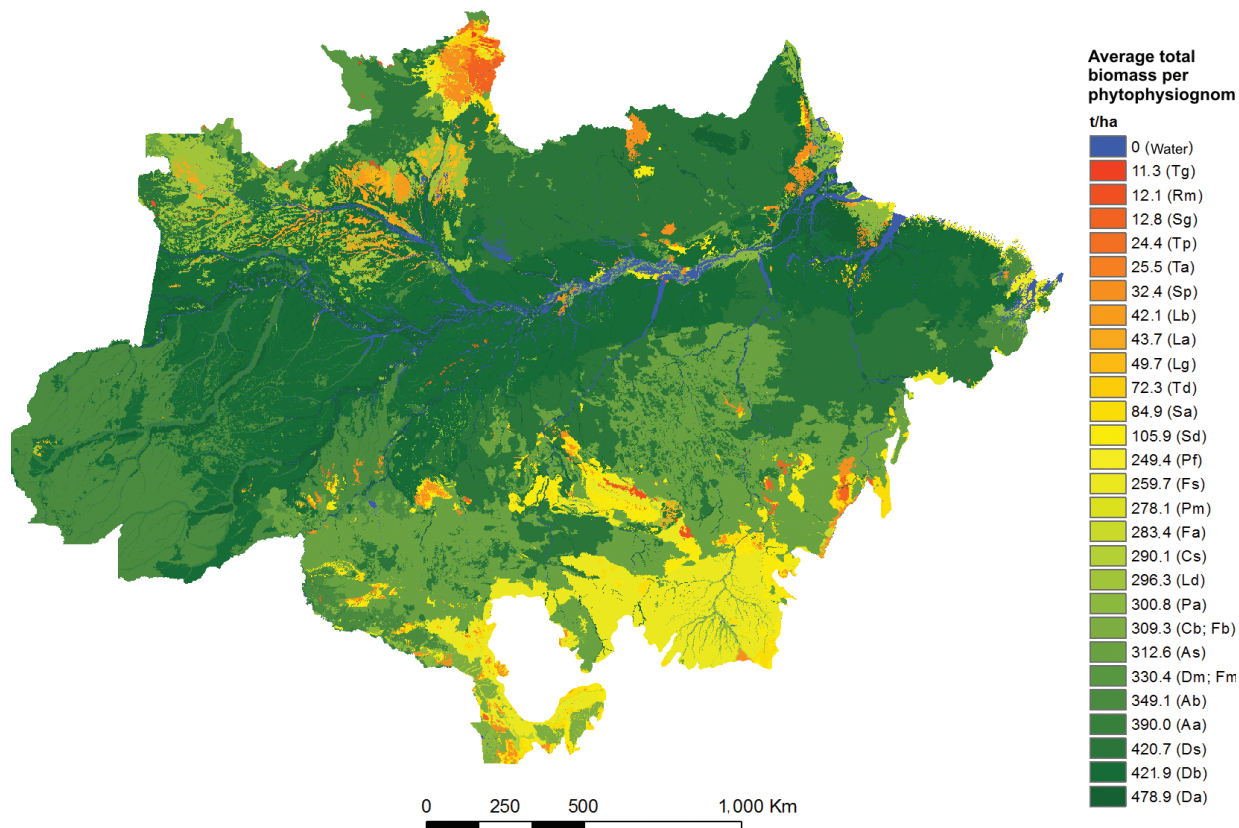 Average total
biomass per
phytophysiognom
t/ha
0 (Water)
11.3 (Tg)
12.1 (Rm)
12.8 (Sg)
24.4 (Tp)
25.5 (Ta)
32.4 (Sp)
42.1 (Lb)
43.7 (La)
49.7 (Lg)
72.3 (Td)
84.9 (Sa)
105.9 (Sd)
249.4 (Pf)
259.7 (Fs)
278.1 (Pm)
283.4 (Fa)
290.1 (Cs)
296.3 (Ld)
300.8 (Pa)
309.3 (Cb; Fb)
312.6 (As)
330.4 (Dm; Fm
349.1 (Ab)
390.0 (Aa)
420.7 (Ds)
421.9 (Db)
478.9 (Da)
0 250 500 1,000 Km